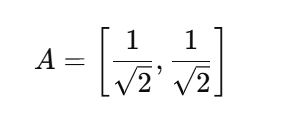 A = [1/√2, 1/√2]